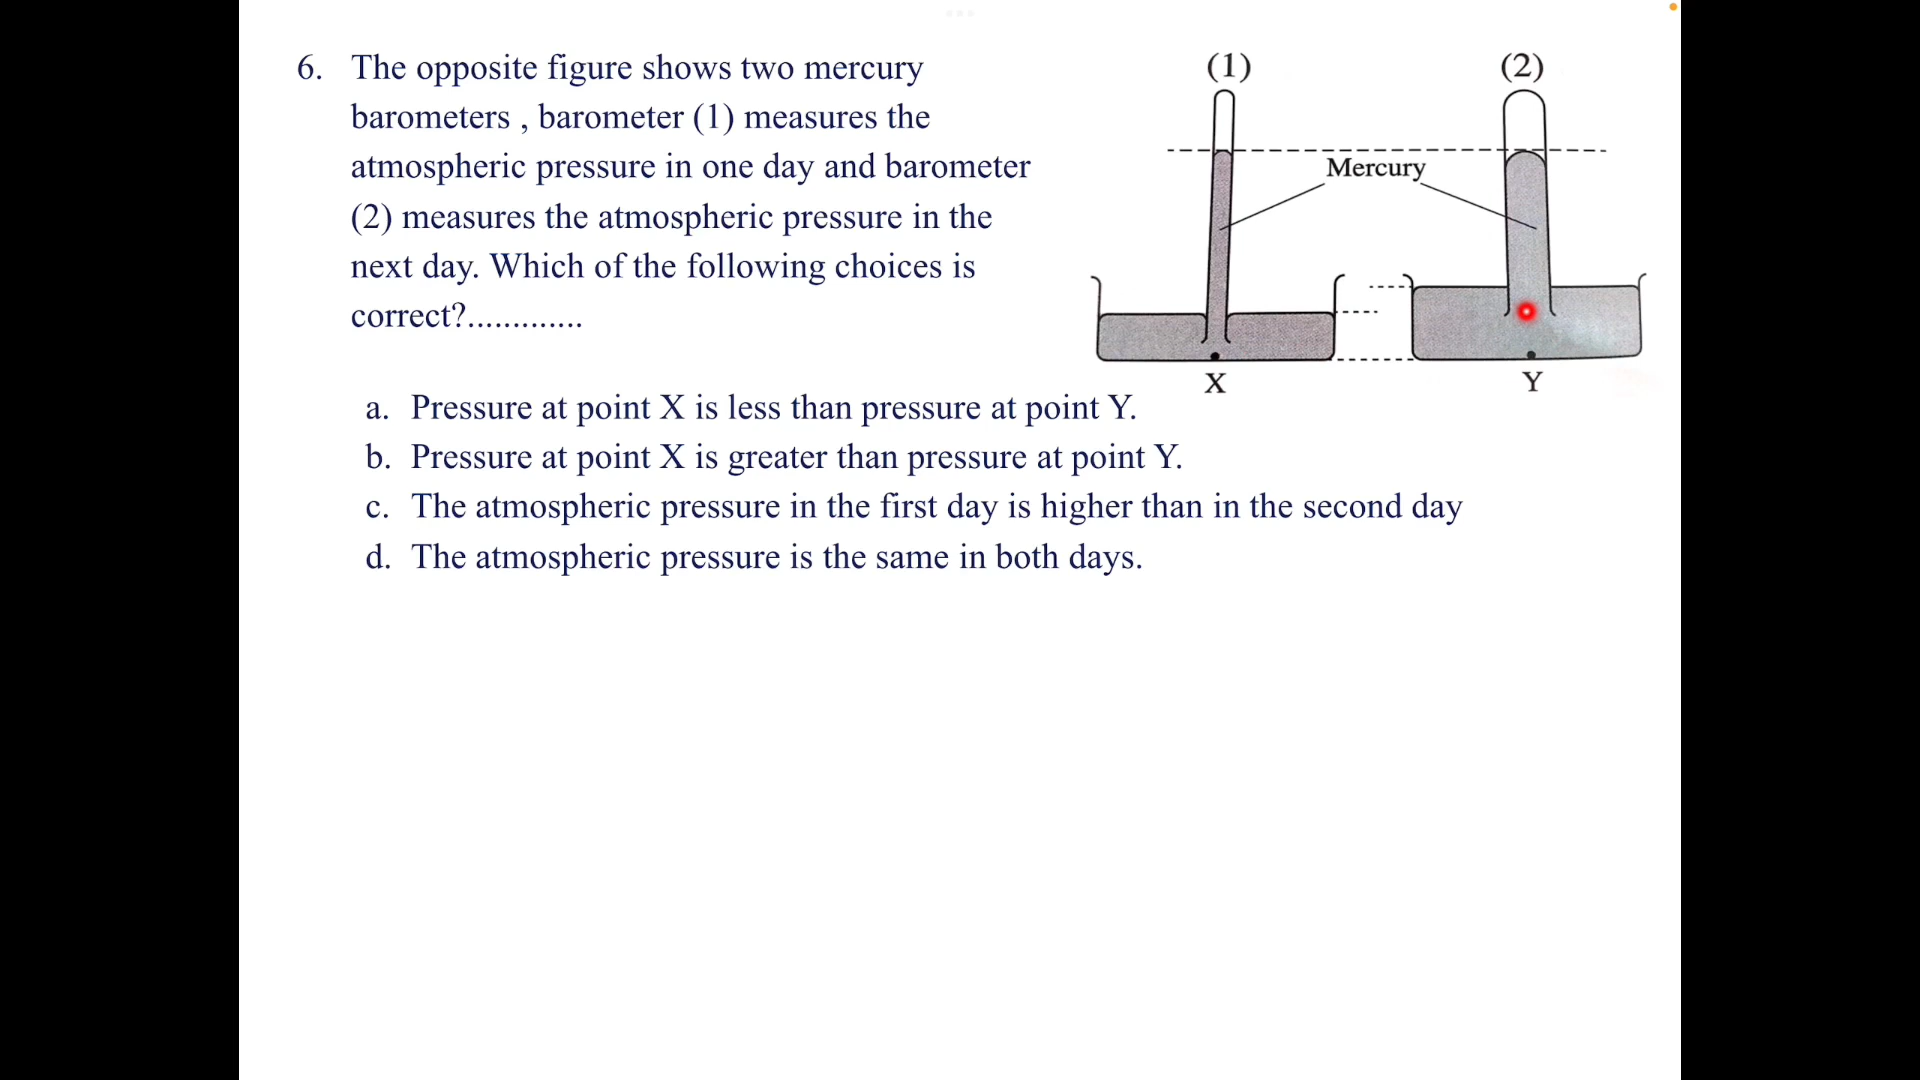 6. The opposite figure shows two mercury
barometers , barometer (1) measures the
atmospheric pressure in one day and barometer
(2) measures the atmospheric pressure in the
next day. Which of the following choices is
correct?.............
(1) (2)
Mercury
X Y
a. Pressure at point X is less than pressure at point Y.
b. Pressure at point X is greater than pressure at point Y.
c. The atmospheric pressure in the first day is higher than in the second day
d. The atmospheric pressure is the same in both days.